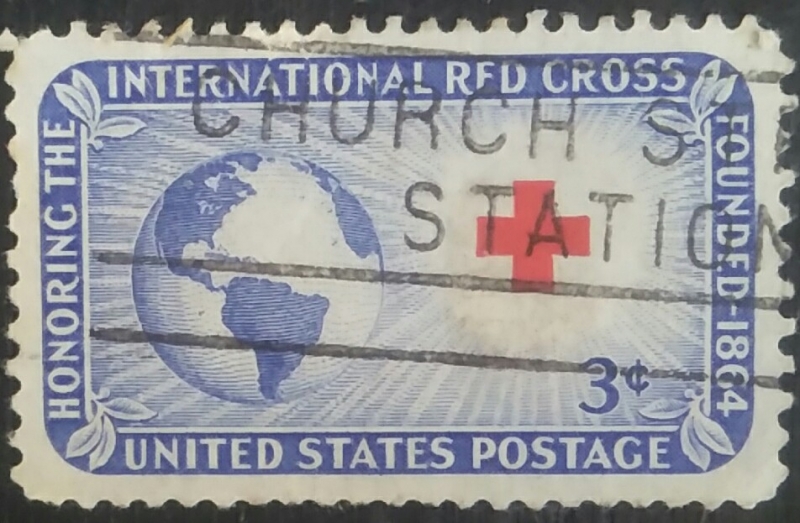 HONORING THE
INTERNATIONAL RED CROSS
FOUNDED-1864
CHURCH S
STATION
3¢
UNITED STATES POSTAGE